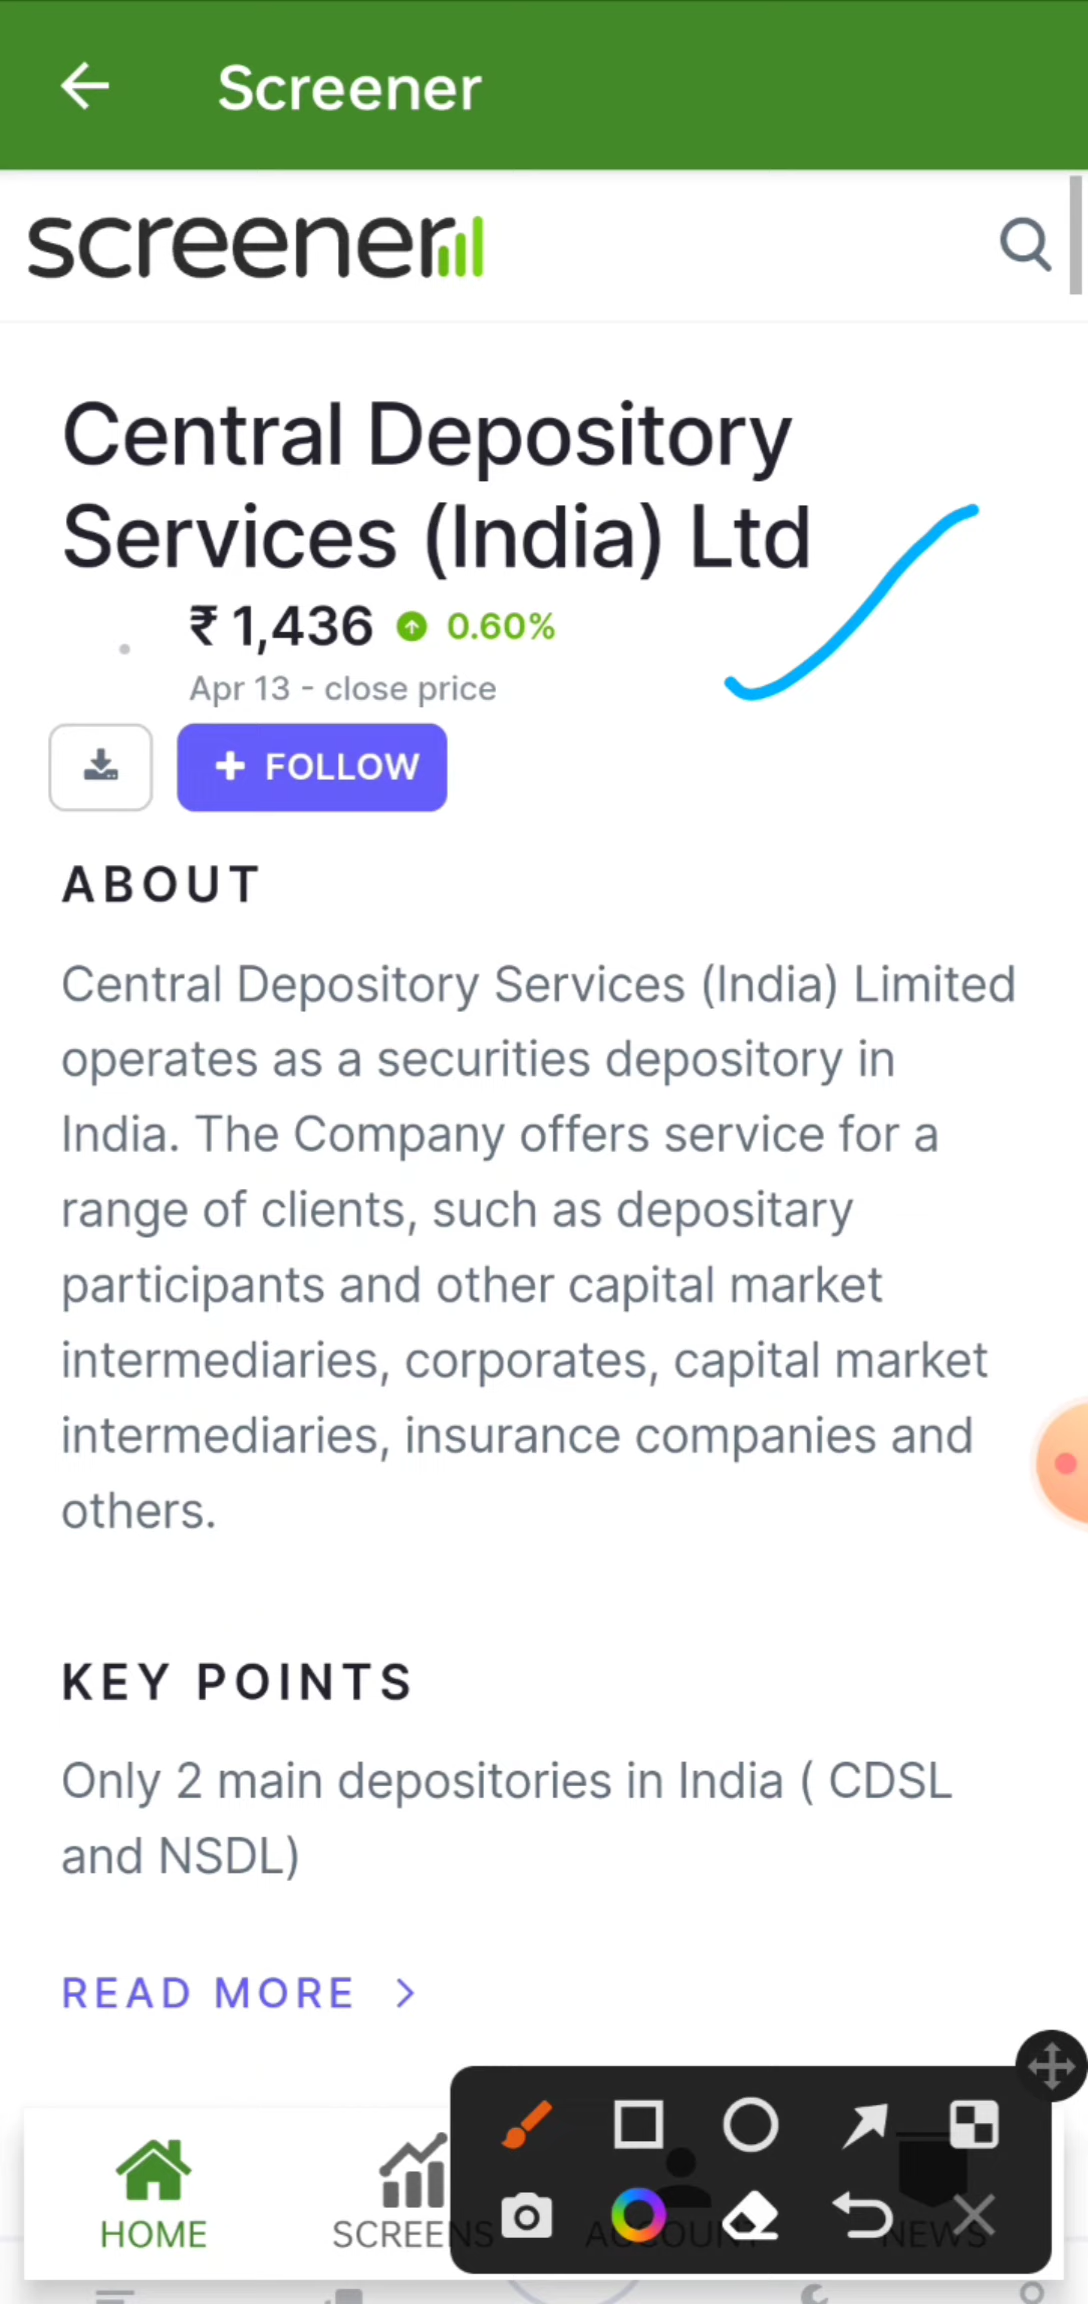 Screener
screener
Central Depository
Services (India) Ltd
₹ 1,436 0.60%
Apr 13 - close price
+ FOLLOW
ABOUT
Central Depository Services (India) Limited
operates as a securities depository in
India. The Company offers service for a
range of clients, such as depositary
participants and other capital market
intermediaries, corporates, capital market
intermediaries, insurance companies and
others.
KEY POINTS
Only 2 main depositories in India ( CDSL
and NSDL)
READ MORE >
HOME SCREENS ACCOUNT NEWS